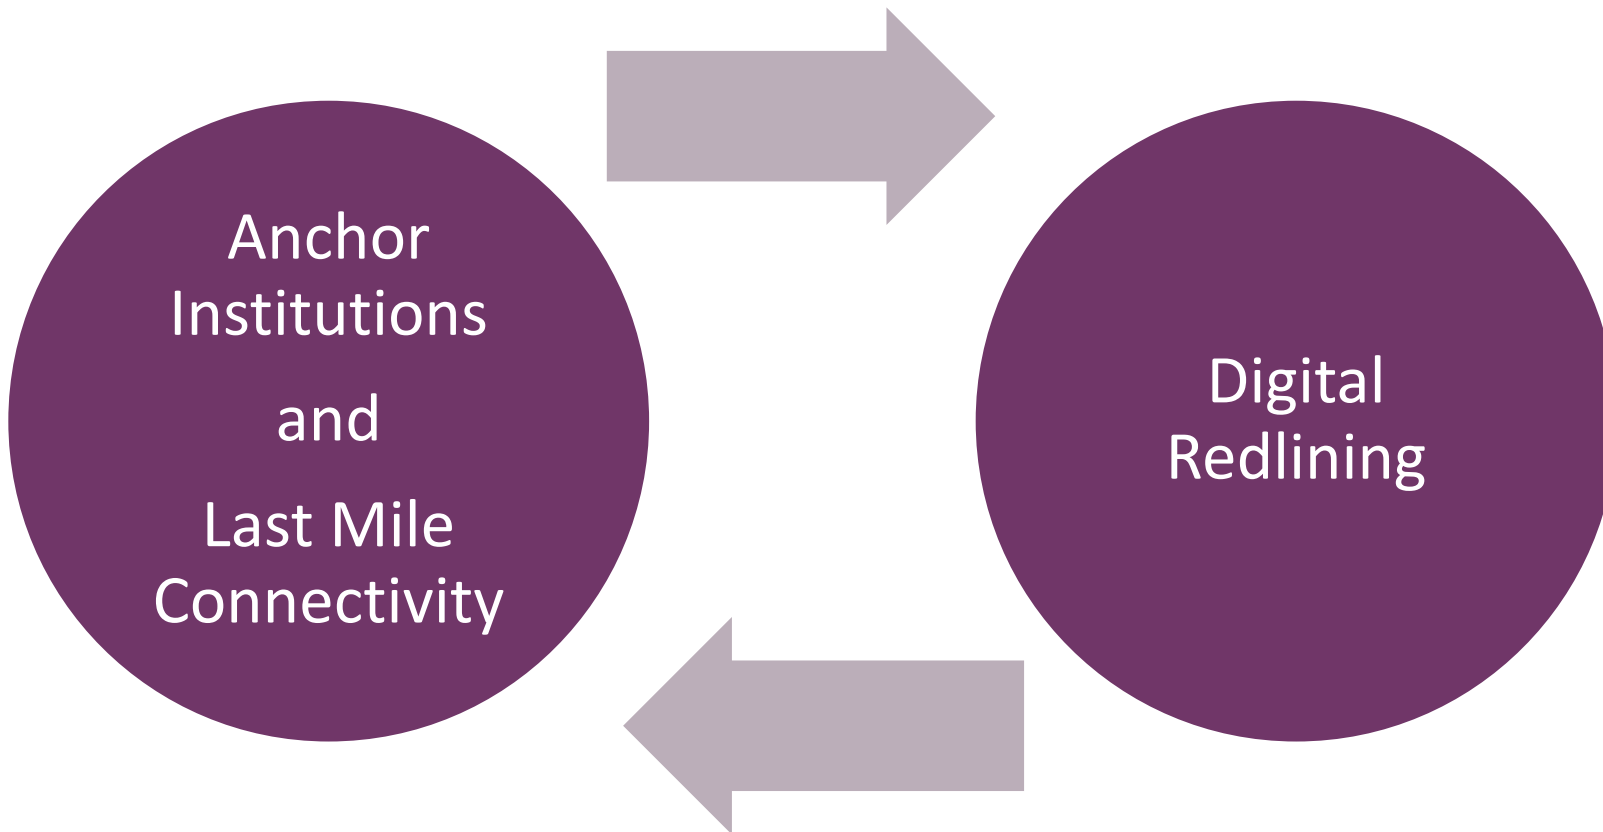 Anchor
Institutions
and
Last Mile
Connectivity
Digital
Redlining